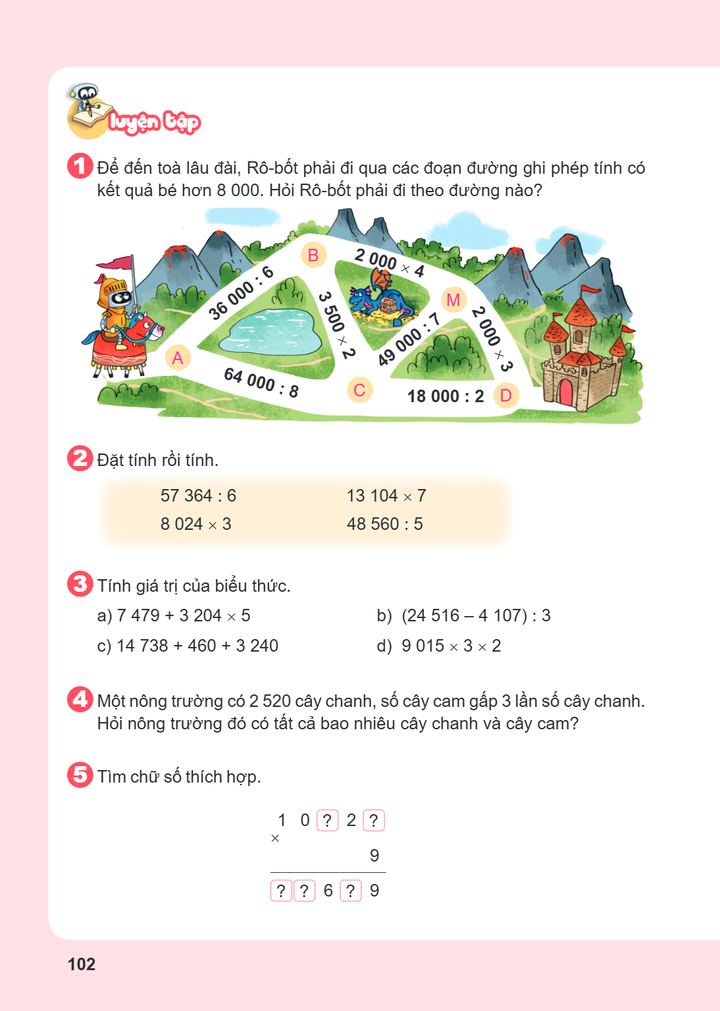 luyện tập
1 Để đến toà lâu đài, Rô-bốt phải đi qua các đoạn đường ghi phép tính có
kết quả bé hơn 8 000. Hỏi Rô-bốt phải đi theo đường nào?
B
2 000 × 4
36 000 : 6
3 500 × 2
M
49 000 : 7
2 000 × 3
A
64 000 : 8
C
18 000 : 2
D
2 Đặt tính rồi tính.
57 364 : 6 13 104 × 7
8 024 × 3 48 560 : 5
3 Tính giá trị của biểu thức.
a) 7 479 + 3 204 × 5 b) (24 516 – 4 107) : 3
c) 14 738 + 460 + 3 240 d) 9 015 × 3 × 2
4 Một nông trường có 2 520 cây chanh, số cây cam gấp 3 lần số cây chanh.
Hỏi nông trường đó có tất cả bao nhiêu cây chanh và cây cam?
5 Tìm chữ số thích hợp.
1 0 ? 2 ?
×
9
? ? 6 ? 9
102